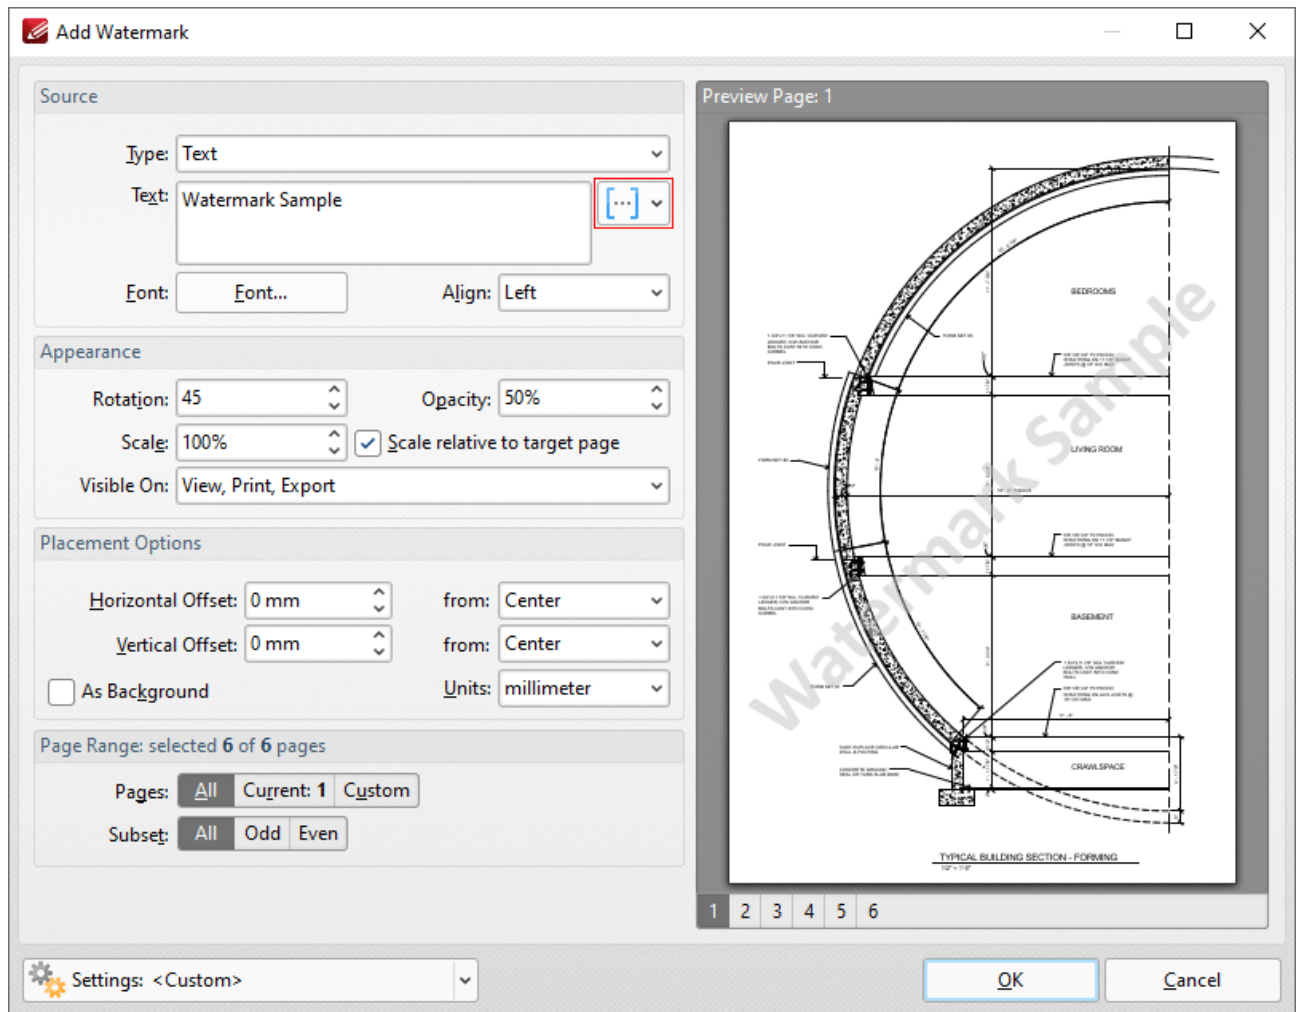 Add Watermark
Source
Type: Text
Text: Watermark Sample
Font: Font... Align: Left
Appearance
Rotation: 45 Opacity: 50%
Scale: 100% Scale relative to target page
Visible On: View, Print, Export
Placement Options
Horizontal Offset: 0 mm from: Center
Vertical Offset: 0 mm from: Center
As Background Units: millimeter
Page Range: selected 6 of 6 pages
Pages: All Current: 1 Custom
Subset: All Odd Even
Preview Page: 1
BEDROOMS
LIVING ROOM
BASEMENT
CRAWLSPACE
Watermark Sample
TYPICAL BUILDING SECTION - FORMING
1 2 3 4 5 6
Settings: <Custom>
OK Cancel